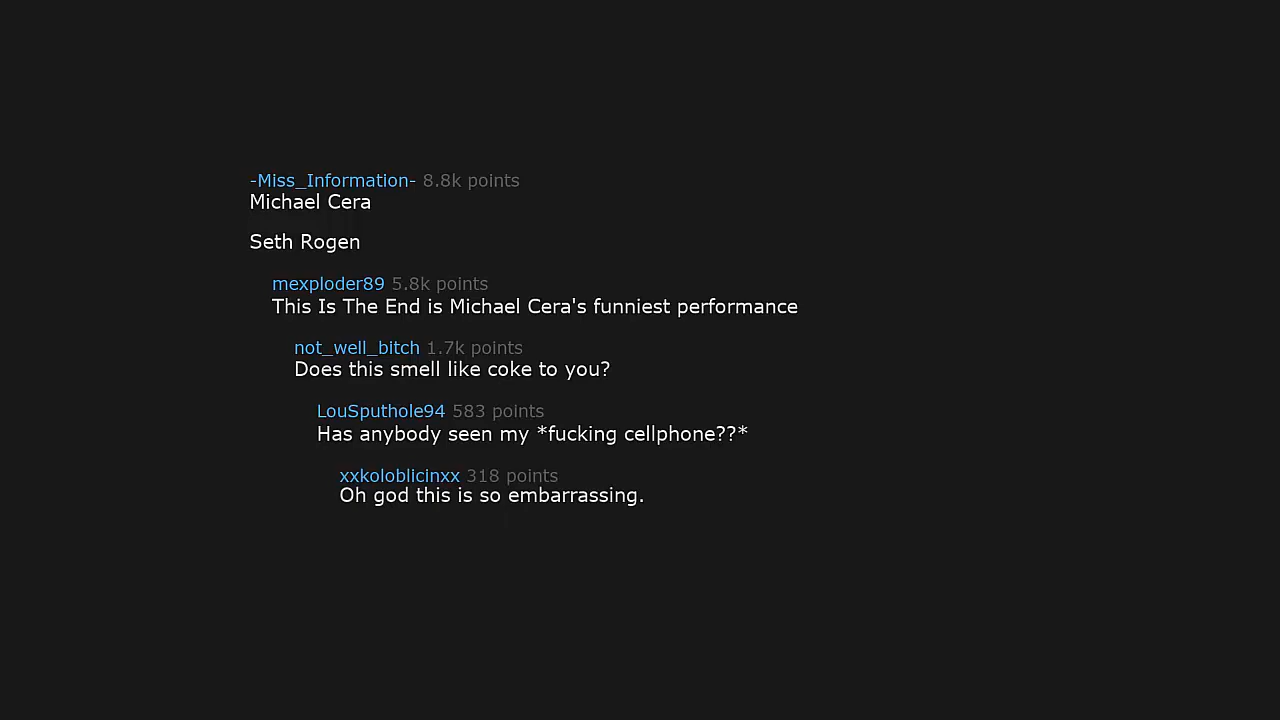 -Miss_Information- 8.8k points
Michael Cera
Seth Rogen
mexploder89 5.8k points
This Is The End is Michael Cera's funniest performance
not_well_bitch 1.7k points
Does this smell like coke to you?
LouSputhole94 583 points
Has anybody seen my *fucking cellphone??*
xxkoloblicinxx 318 points
Oh god this is so embarrassing.